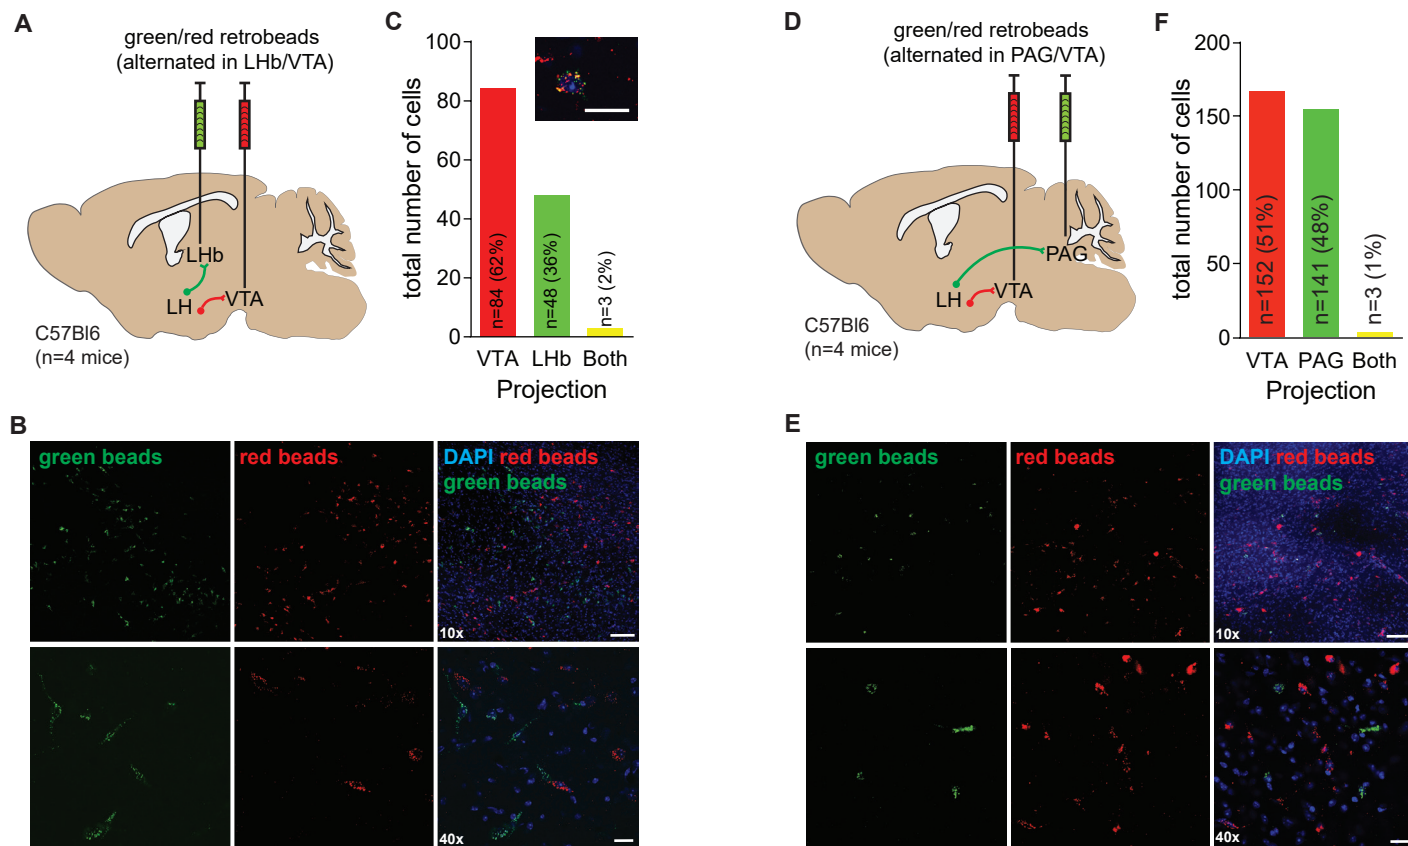 A
green/red retrobeads
(alternated in LHb/VTA)
LHb
LH
VTA
C57Bl6
(n=4 mice)
C
total number of cells
100
80
60
40
20
0
n=84 (62%)
n=48 (36%)
n=3 (2%)
VTA LHb Both
Projection
D
green/red retrobeads
(alternated in PAG/VTA)
PAG
LH
VTA
C57Bl6
(n=4 mice)
F
total number of cells
200
150
100
50
0
n=152 (51%)
n=141 (48%)
n=3 (1%)
VTA PAG Both
Projection
B
green beads
red beads
DAPI red beads
green beads
10x
40x
E
green beads
red beads
DAPI red beads
green beads
10x
40x